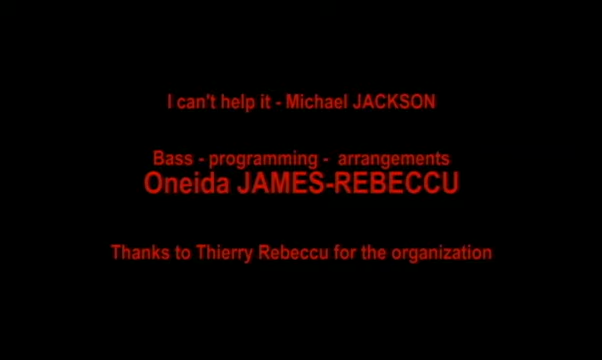 I can't help it - Michael JACKSON
Bass - programming -  arrangements
Oneida JAMES-REBECCU
Thanks to Thierry Rebeccu for the organization